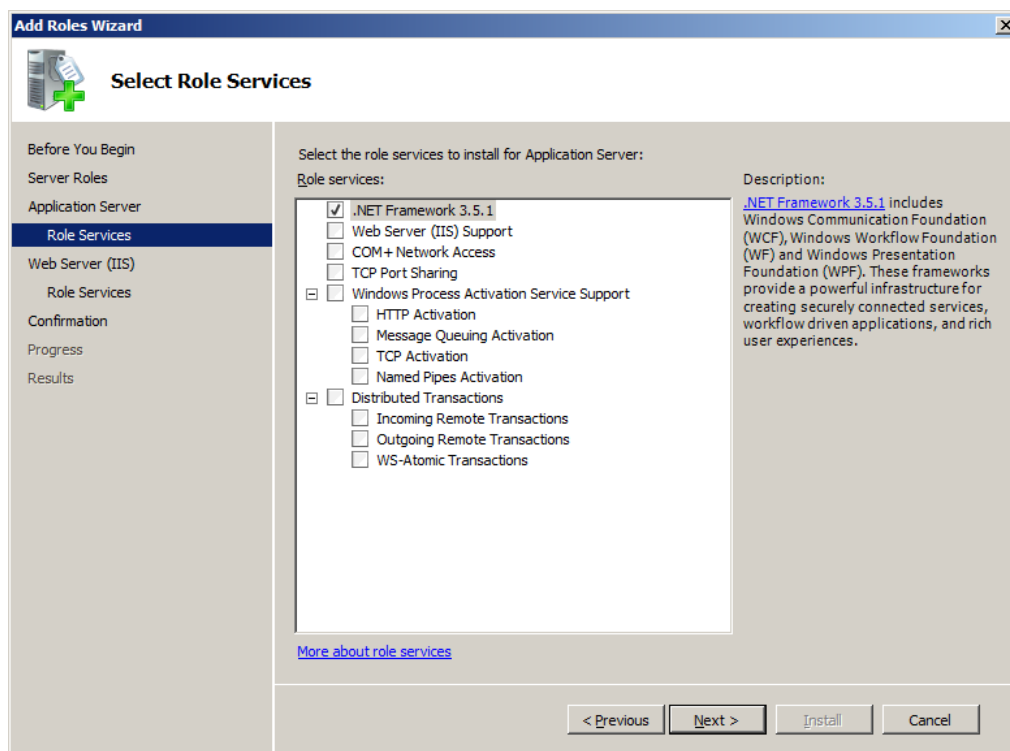 Add Roles Wizard
Select Role Services
Before You Begin
Server Roles
Application Server
Role Services
Web Server (IIS)
Role Services
Confirmation
Progress
Results
Select the role services to install for Application Server:
Role services:
.NET Framework 3.5.1
Web Server (IIS) Support
COM+ Network Access
TCP Port Sharing
Windows Process Activation Service Support
HTTP Activation
Message Queuing Activation
TCP Activation
Named Pipes Activation
Distributed Transactions
Incoming Remote Transactions
Outgoing Remote Transactions
WS-Atomic Transactions
More about role services
Description:
.NET Framework 3.5.1 includes
Windows Communication Foundation
(WCF), Windows Workflow Foundation
(WF) and Windows Presentation
Foundation (WPF). These frameworks
provide a powerful infrastructure for
creating securely connected services,
workflow driven applications, and rich
user experiences.
< Previous
Next >
Install
Cancel